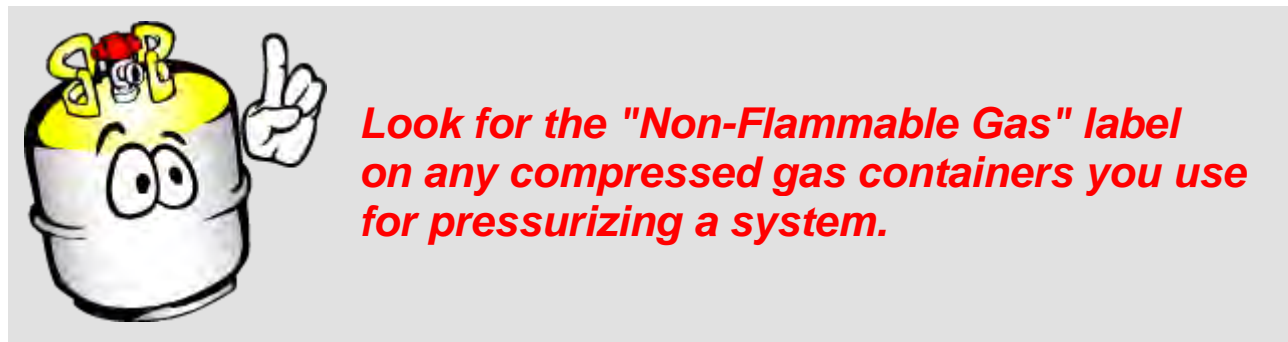 Look for the "Non-Flammable Gas" label
on any compressed gas containers you use
for pressurizing a system.